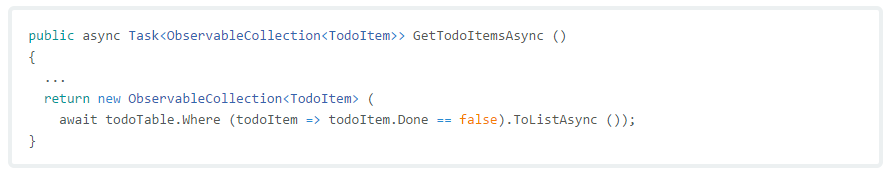 public async Task<ObservableCollection<TodoItem>> GetTodoItemsAsync ()
{
  ...
  return new ObservableCollection<TodoItem> (
    await todoTable.Where (todoItem => todoItem.Done == false).ToListAsync ());
}